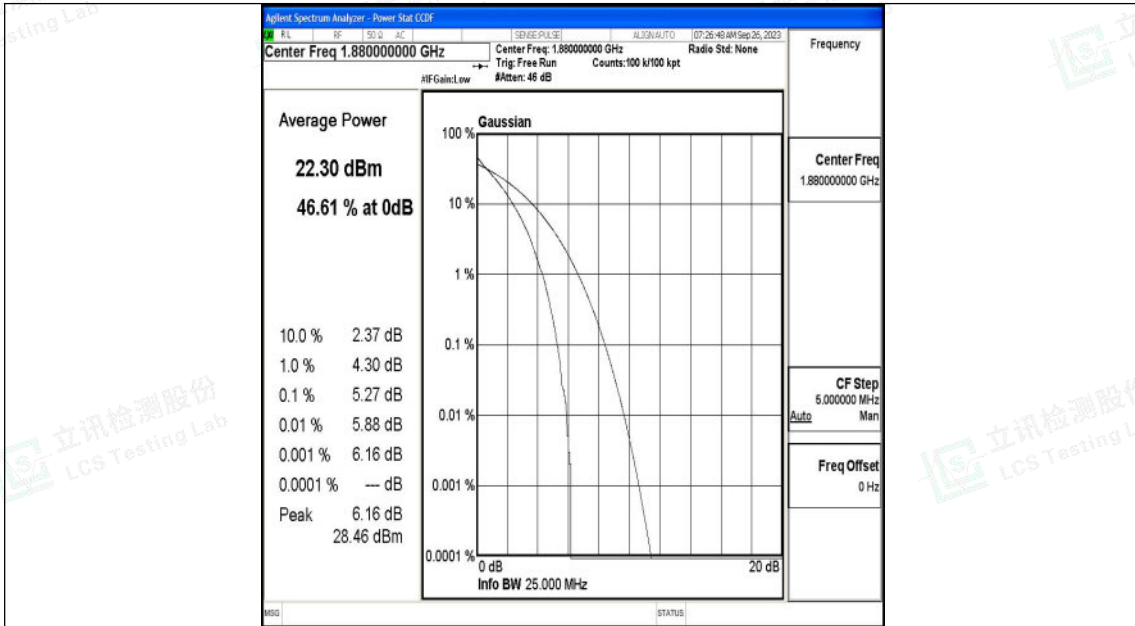 Agilent Spectrum Analyzer - Power Stat CCDF
RL RF 50 Ω AC SENSE:PULSE ALIGNAUTO 07:26:48 AM Sep 26, 2023
Center Freq 1.880000000 GHz
Center Freq: 1.880000000 GHz
Radio Std: None
Trig: Free Run Counts:100 k/100 kpt
#IFGain:Low #Atten: 46 dB
Frequency
Average Power
22.30 dBm
46.61 % at 0dB
10.0 % 2.37 dB
1.0 % 4.30 dB
0.1 % 5.27 dB
0.01 % 5.88 dB
0.001 % 6.16 dB
0.0001 % --- dB
Peak 6.16 dB
28.46 dBm
Gaussian
100 %
10 %
1 %
0.1 %
0.01 %
0.001 %
0.0001 %
0 dB 20 dB
Info BW 25.000 MHz
Center Freq
1.880000000 GHz
CF Step
5.000000 MHz
Auto Man
Freq Offset
0 Hz
MSG STATUS
立讯检测股份
LCS Testing Lab
立讯检测股份
LCS Testing L
sting Lab
立